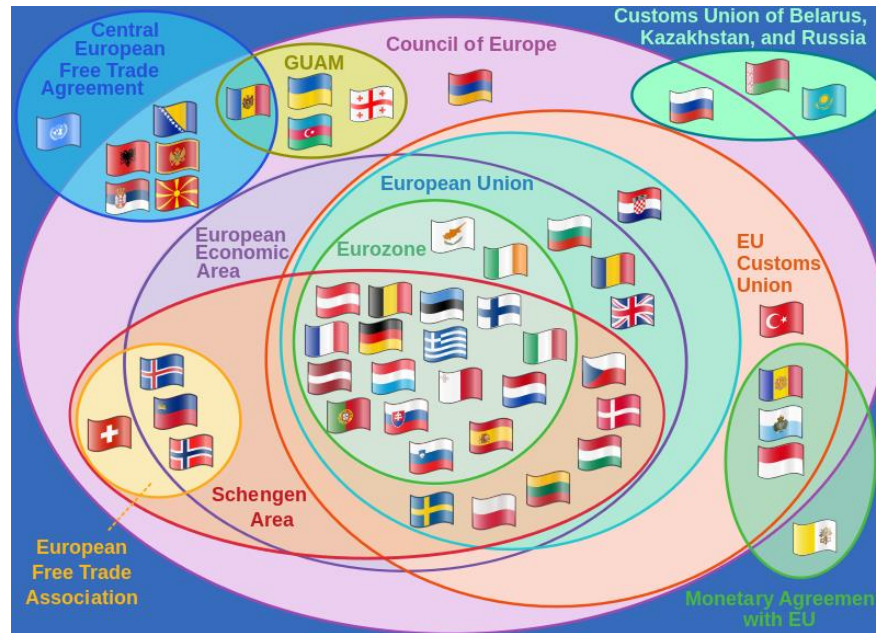 Central
European
Free Trade
Agreement
GUAM
Council of Europe
Customs Union of Belarus,
Kazakhstan, and Russia
European Union
European
Economic
Area
Eurozone
EU
Customs
Union
Schengen
Area
European
Free Trade
Association
Monetary Agreemen
with EU